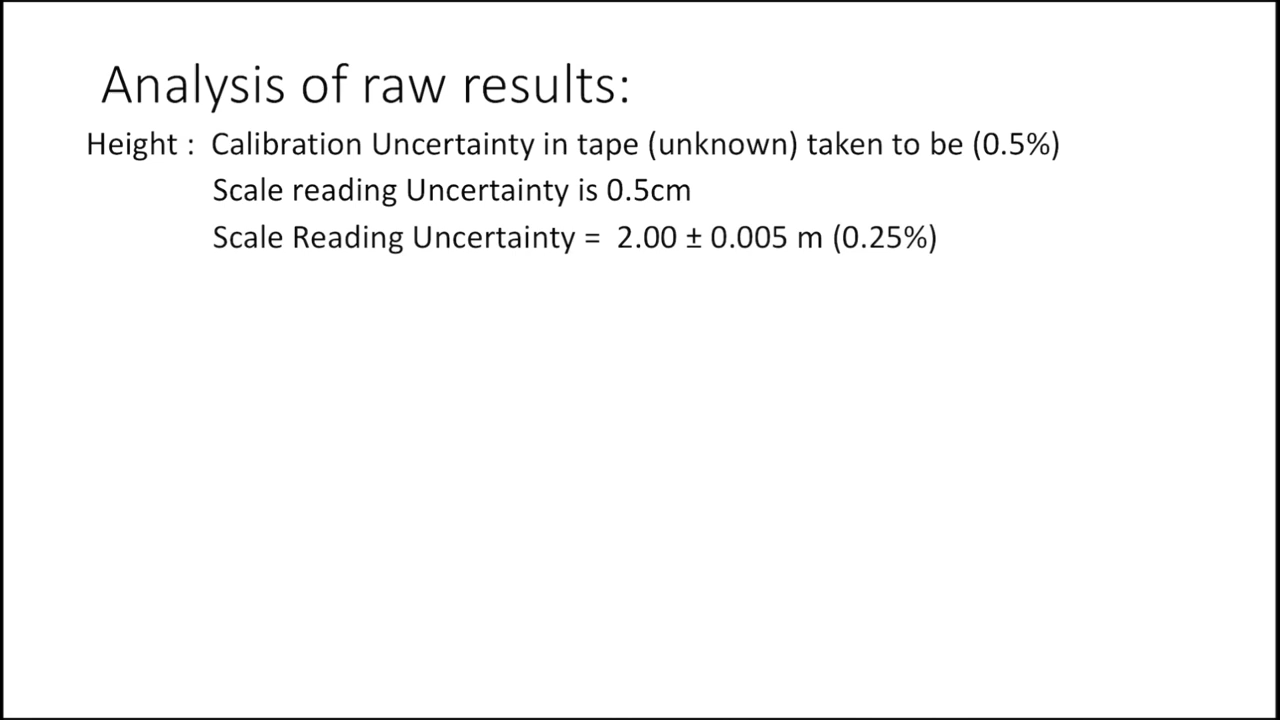 Analysis of raw results:
Height : Calibration Uncertainty in tape (unknown) taken to be (0.5%)
Scale reading Uncertainty is 0.5cm
Scale Reading Uncertainty = 2.00 ± 0.005 m (0.25%)